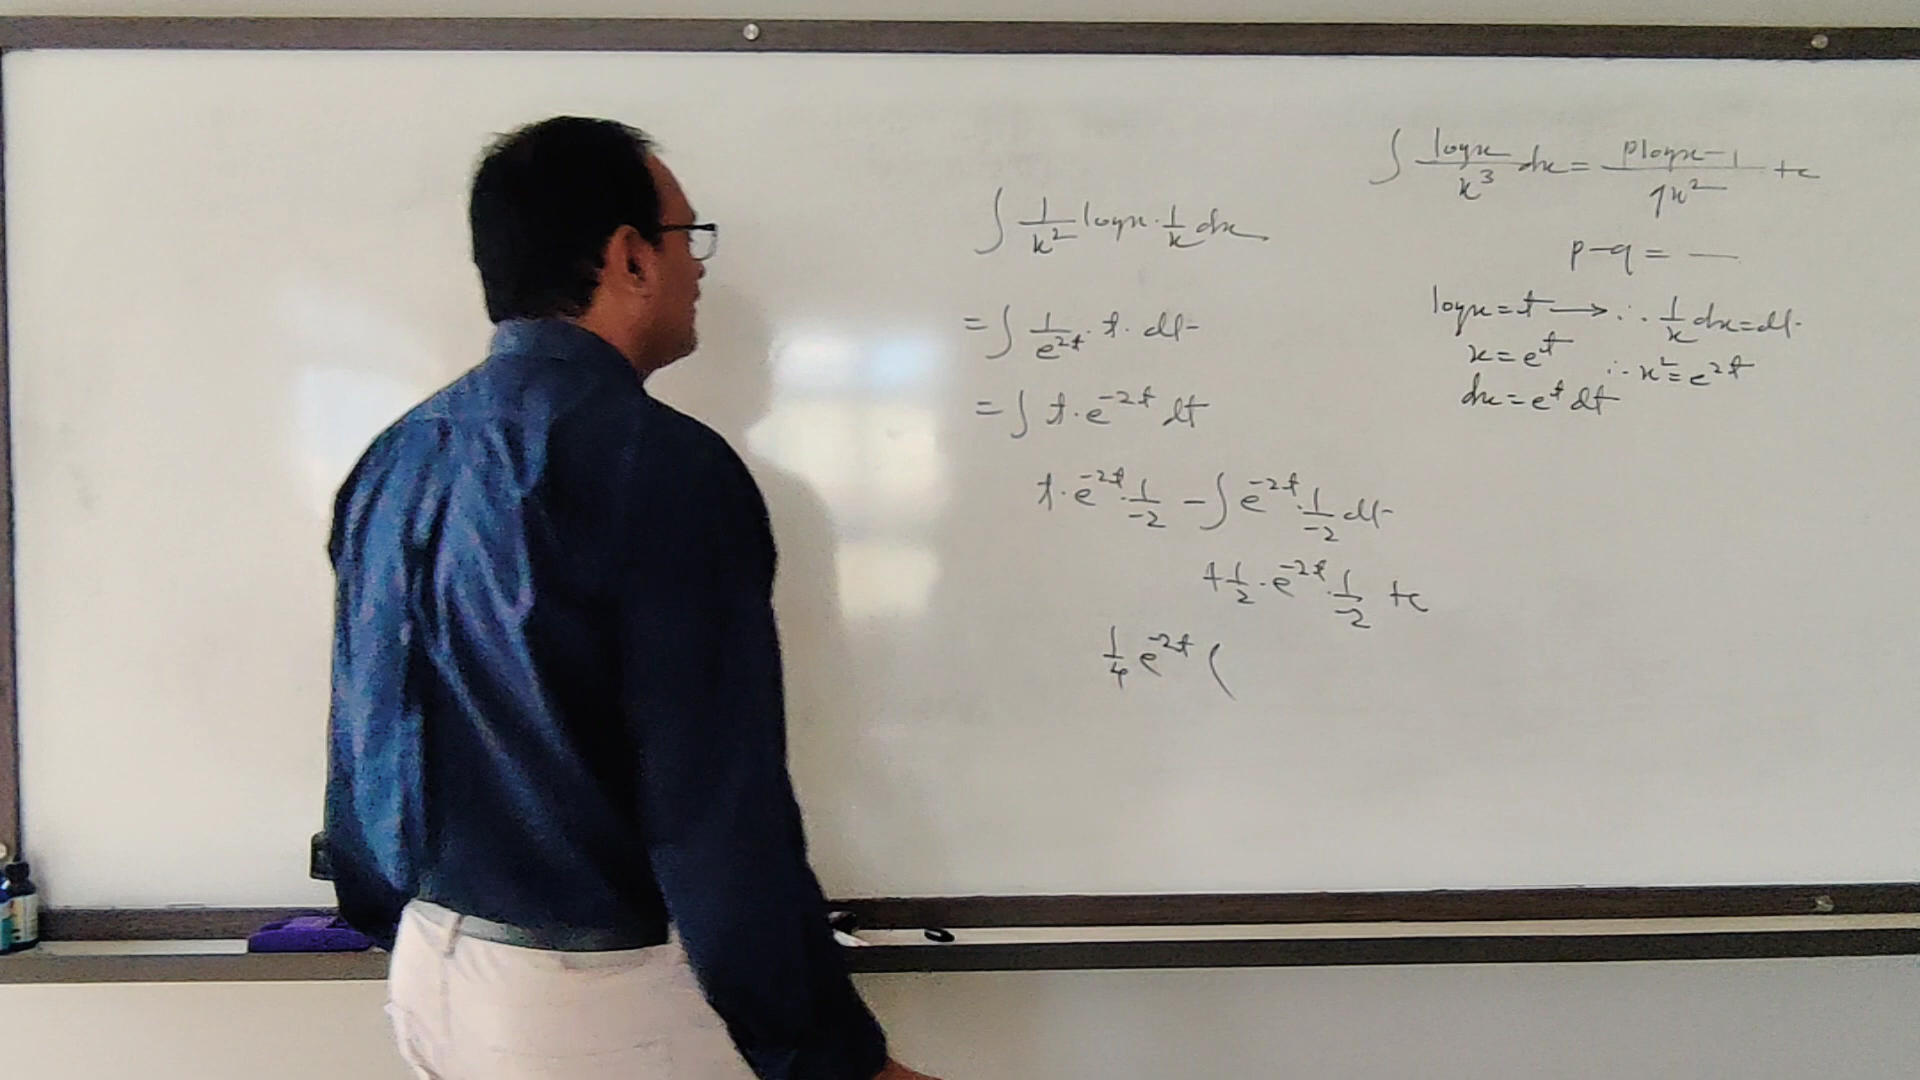 ∫ logx/x³ dx = plogx-1/qx² +c
p-q = —
logx = t → ∴ 1/x dx = dt
x = e^t ∴ x² = e^2t
dx = e^t dt
∫ 1/x² logx · 1/x dx
= ∫ 1/e^2t · t · dt
= ∫ t · e^-2t dt
t · e^-2t · 1/-2 - ∫ e^-2t · 1/-2 dt
+ 1/2 · e^-2t · 1/-2 +c
1/4 e^-2t (